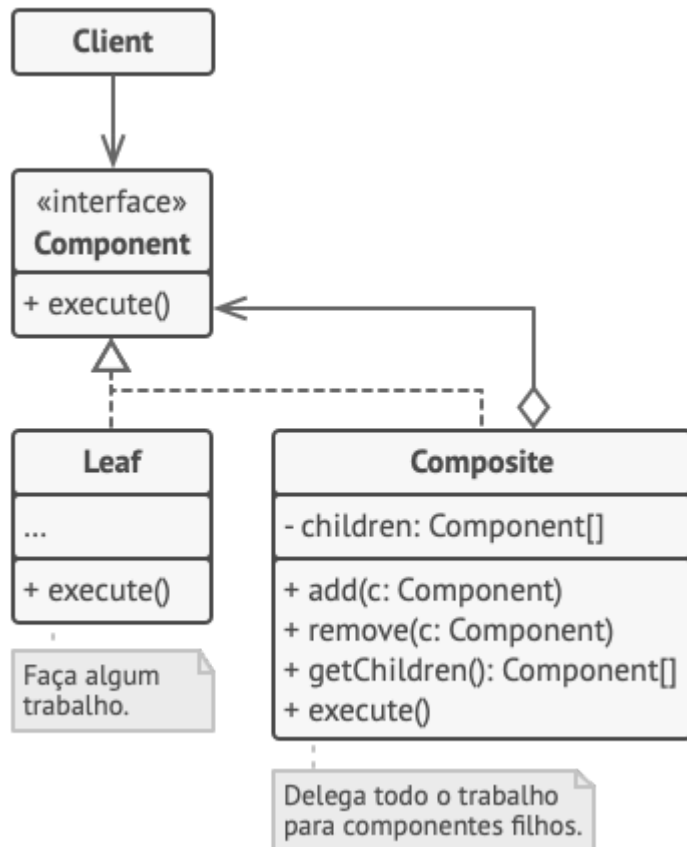 Client
«interface»
Component
+ execute()
Leaf
...
+ execute()
Faça algum
trabalho.
Composite
- children: Component[]
+ add(c: Component)
+ remove(c: Component)
+ getChildren(): Component[]
+ execute()
Delega todo o trabalho
para componentes filhos.